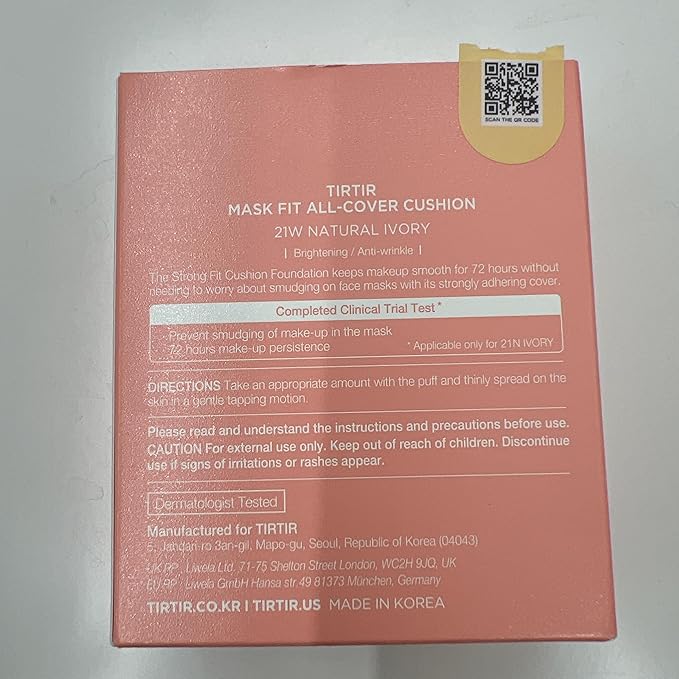 SCAN THE QR CODE
TIRTIR
MASK FIT ALL-COVER CUSHION
21W NATURAL IVORY
| Brightening / Anti-wrinkle |
The Strong Fit Cushion Foundation keeps makeup smooth for 72 hours without
needing to worry about smudging on face masks with its strongly adhering cover.
Completed Clinical Trial Test*
· Prevent smudging of make-up in the mask
· 72 hours make-up persistence * Applicable only for 21N IVORY
DIRECTIONS Take an appropriate amount with the puff and thinly spread on the
skin in a gentle tapping motion.
Please read and understand the instructions and precautions before use.
CAUTION For external use only. Keep out of reach of children. Discontinue
use if signs of irritations or rashes appear.
Dermatologist Tested
Manufactured for TIRTIR
5, Jandari-ro 3an-gil, Mapo-gu, Seoul, Republic of Korea (04043)
UK RP : Liwela Ltd. 71-75 Shelton Street London, WC2H 9JQ, UK
EU RP : Liwela GmbH Hansa str.49 81373 München, Germany
TIRTIR.CO.KR | TIRTIR.US MADE IN KOREA